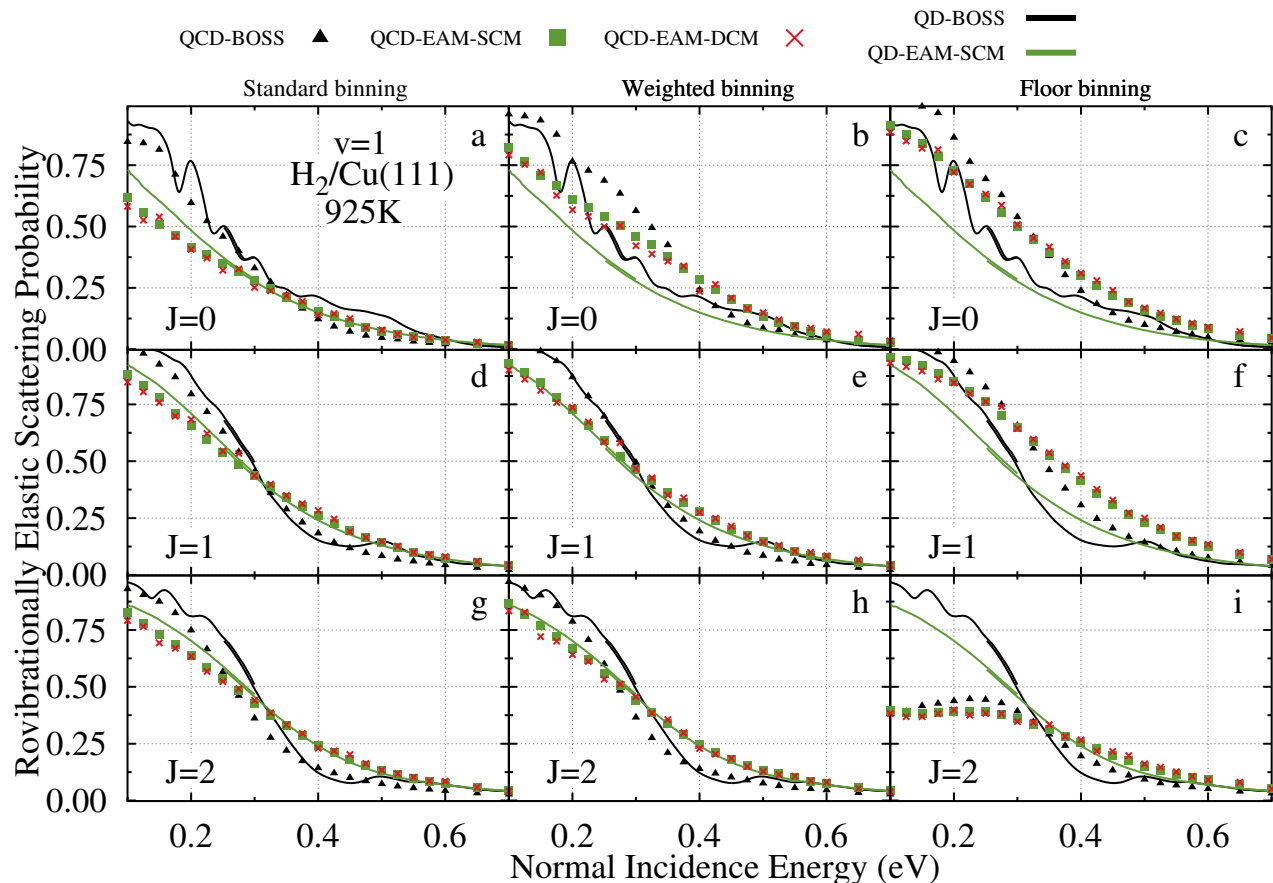 QCD-BOSS QCD-EAM-SCM QCD-EAM-DCM QD-BOSS
QD-EAM-SCM
Standard binning Weighted binning Floor binning
Rovibrationally Elastic Scattering Probability
0.75
0.50
0.25
0.00
v=1
H₂/Cu(111)
925K
a
J=0
b
J=0
c
J=0
0.75
0.50
0.25
0.00
d
J=1
e
J=1
f
J=1
0.75
0.50
0.25
0.00
g
J=2
h
J=2
i
J=2
0.2 0.4 0.6 0.2 0.4 0.6 0.2 0.4 0.6
Normal Incidence Energy (eV)